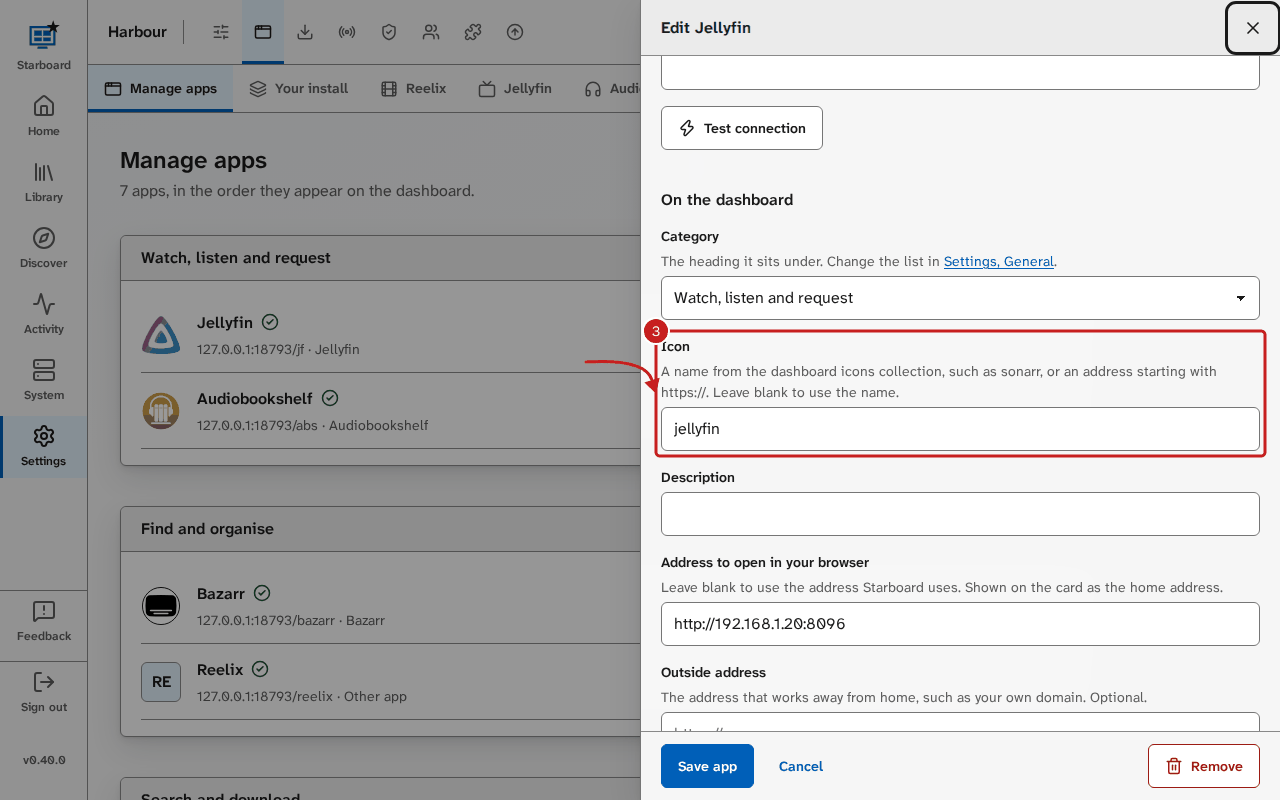 Starboard
Home
Library
Discover
Activity
System
Settings
Feedback
Sign out
v0.40.0
Harbour
Manage apps
Your install
Reelix
Jellyfin
Manage apps
7 apps, in the order they appear on the dashboard.
Watch, listen and request
Jellyfin
127.0.0.1:18793/jf · Jellyfin
Audiobookshelf
127.0.0.1:18793/abs · Audiobookshelf
Find and organise
Bazarr
127.0.0.1:18793/bazarr · Bazarr
RE
Reelix
127.0.0.1:18793/reelix · Other app
Search and download
Edit Jellyfin
Test connection
On the dashboard
Category
The heading it sits under. Change the list in Settings, General.
Watch, listen and request
3
Icon
A name from the dashboard icons collection, such as sonarr, or an address starting with
https://. Leave blank to use the name.
jellyfin
Description
Address to open in your browser
Leave blank to use the address Starboard uses. Shown on the card as the home address.
http://192.168.1.20:8096
Outside address
The address that works away from home, such as your own domain. Optional.
Save app
Cancel
Remove